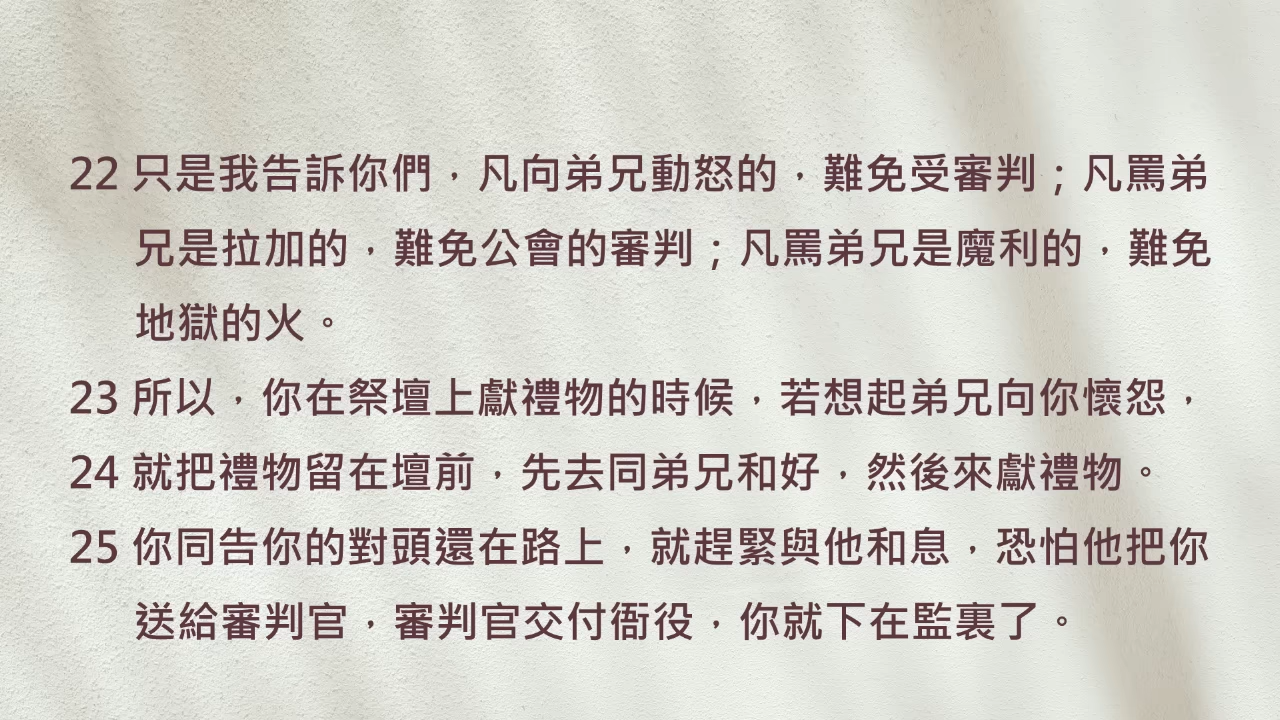 22 只是我告訴你們，凡向弟兄動怒的，難免受審判；凡罵弟
兄是拉加的，難免公會的審判；凡罵弟兄是魔利的，難免
地獄的火。
23 所以，你在祭壇上獻禮物的時候，若想起弟兄向你懷怨，
24 就把禮物留在壇前，先去同弟兄和好，然後來獻禮物。
25 你同告你的對頭還在路上，就趕緊與他和息，恐怕他把你
送給審判官，審判官交付衙役，你就下在監裏了。